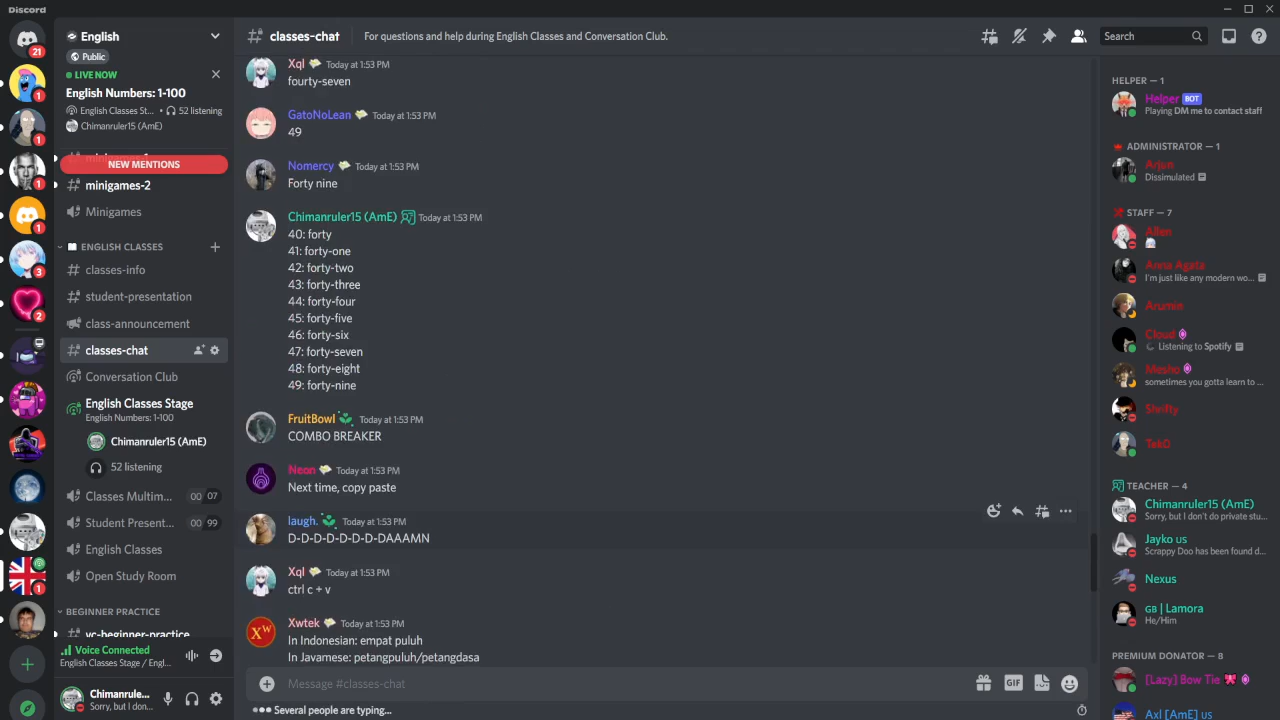 Discord
21
1
1
1
1
3
2
1
English
Public
LIVE NOW
English Numbers: 1-100
English Classes St... • 52 listening
Chimanruler15 (AmE)
NEW MENTIONS
minigames-2
Minigames
ENGLISH CLASSES
classes-info
student-presentation
class-announcement
classes-chat
Conversation Club
English Classes Stage
English Numbers: 1-100
Chimanruler15 (AmE)
52 listening
Classes Multim... 00 07
Student Present... 00 99
English Classes
Open Study Room
BEGINNER PRACTICE
vc-beginner-practice
Voice Connected
English Classes Stage / Engl...
Chimanrule...
Sorry, but I don...
classes-chat
For questions and help during English Classes and Conversation Club.
Search
Xql Today at 1:53 PM
fourty-seven
GatoNoLean Today at 1:53 PM
49
Nomercy Today at 1:53 PM
Forty nine
Chimanruler15 (AmE) Today at 1:53 PM
40: forty
41: forty-one
42: forty-two
43: forty-three
44: forty-four
45: forty-five
46: forty-six
47: forty-seven
48: forty-eight
49: forty-nine
FruitBowl Today at 1:53 PM
COMBO BREAKER
Neon Today at 1:53 PM
Next time, copy paste
laugh. Today at 1:53 PM
D-D-D-D-D-D-D-DAAAMN
Xql Today at 1:53 PM
ctrl c + v
XW
Xwtek Today at 1:53 PM
In Indonesian: empat puluh
In Javamese: petangpuluh/petangdasa
Message #classes-chat
GIF
Several people are typing...
HELPER — 1
Helper BOT
Playing DM me to contact staff
ADMINISTRATOR — 1
Arjun
Dissimulated
STAFF — 7
Allen
Anna Agata
I'm just like any modern wo...
Arumin
Cloud
Listening to Spotify
Mesho
sometimes you gotta learn to ...
Shrifty
TekD
TEACHER — 4
Chimanruler15 (AmE)
Sorry, but I don't do private stu...
Jayko us
Scrappy Doo has been found d...
Nexus
GB | Lamora
He/Him
PREMIUM DONATOR — 8
[Lazy] Bow Tie
Axl [AmE] us